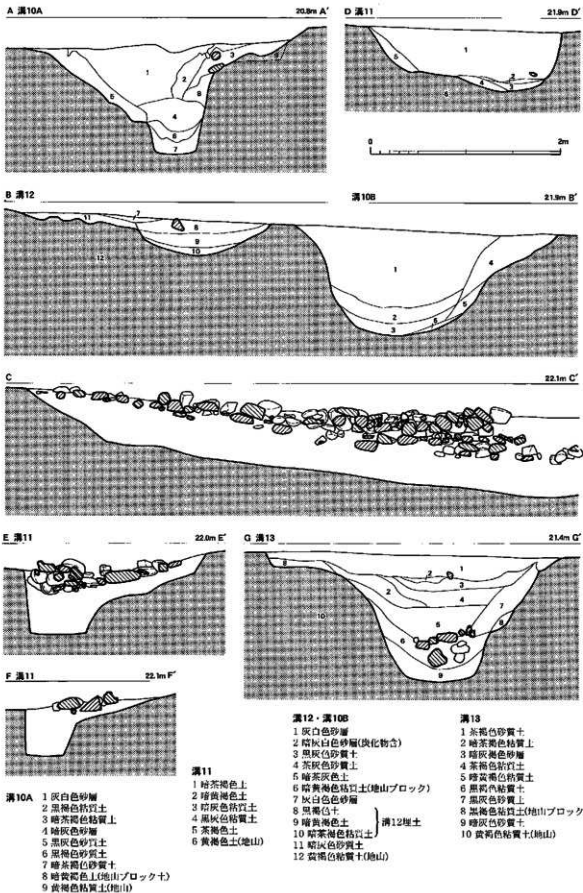 A 溝10A 20.8m A′
D 溝11 21.9m D′
0 2m
B 溝12 溝10B 21.9m B′
C 22.1m C′
E 溝11 22.0m E′
G 溝13 21.4m G′
F 溝11 22.1m F′
溝10A
1 灰白色砂層
2 黒褐色粘質土
3 暗茶褐色粘質土
4 暗灰色砂層
5 黒灰色砂質土
6 黒褐色砂質土
7 暗茶褐色砂質土
8 暗黄褐色土(地山ブロック土)
9 黄褐色粘質土(地山)
溝11
1 暗茶褐色土
2 暗黄褐色土
3 暗灰色粘質土
4 黒灰色粘質土
5 茶褐色土
6 黄褐色土(地山)
溝12・溝10B
1 灰白色砂層
2 暗灰白色砂層(炭化物含)
3 黒灰色砂質土
4 茶灰色砂質土
5 暗茶灰色土
6 暗黄褐色粘質土(地山ブロック)
7 灰白色砂層
8 黒褐色土
9 暗黄褐色土
10 暗茶褐色粘質土
溝12埋土
11 暗灰色砂質土
12 黄褐色粘質土(地山)
溝13
1 茶褐色砂質土
2 暗茶褐色粘質土
3 暗灰褐色砂層
4 茶褐色粘質土
5 暗黄褐色粘質土
6 黒褐色粘質土
7 黒灰色砂質土
8 黒褐色粘質土(地山ブロック)
9 暗灰色砂質土
10 黄褐色粘質土(地山)